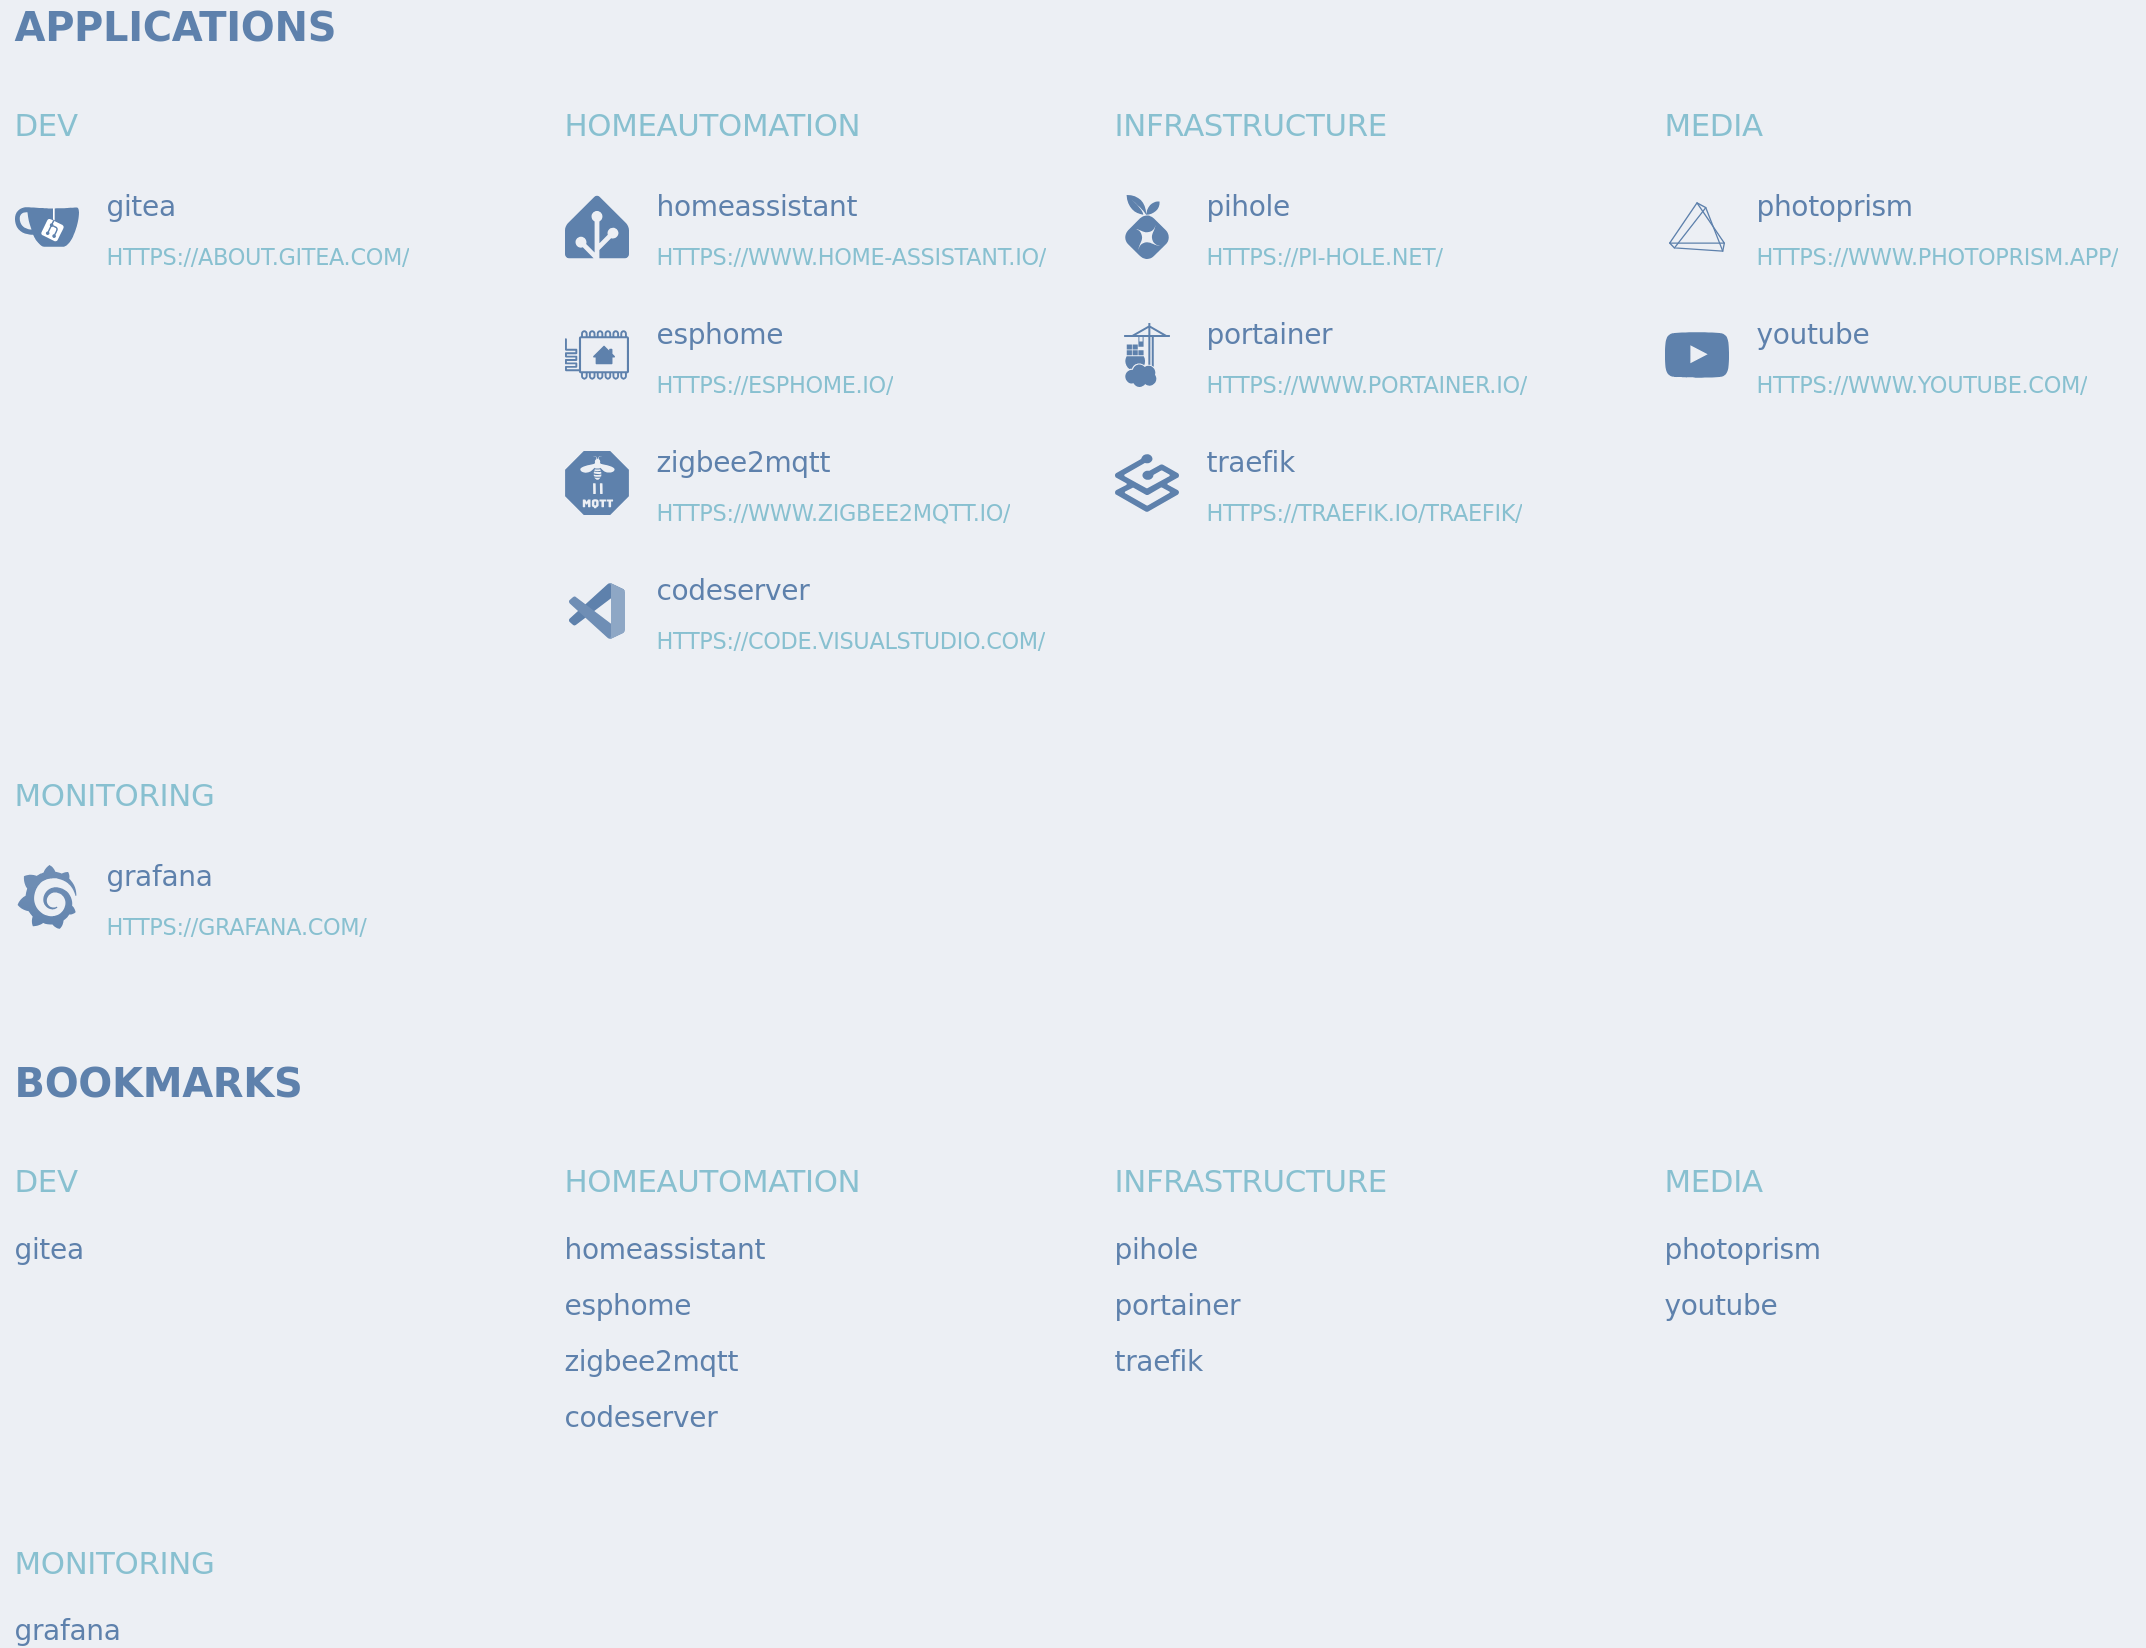 APPLICATIONS
DEV
gitea
HTTPS://ABOUT.GITEA.COM/
HOMEAUTOMATION
homeassistant
HTTPS://WWW.HOME-ASSISTANT.IO/
esphome
HTTPS://ESPHOME.IO/
MQTT
zigbee2mqtt
HTTPS://WWW.ZIGBEE2MQTT.IO/
codeserver
HTTPS://CODE.VISUALSTUDIO.COM/
INFRASTRUCTURE
pihole
HTTPS://PI-HOLE.NET/
portainer
HTTPS://WWW.PORTAINER.IO/
traefik
HTTPS://TRAEFIK.IO/TRAEFIK/
MEDIA
photoprism
HTTPS://WWW.PHOTOPRISM.APP/
youtube
HTTPS://WWW.YOUTUBE.COM/
MONITORING
grafana
HTTPS://GRAFANA.COM/
BOOKMARKS
DEV
gitea
HOMEAUTOMATION
homeassistant
esphome
zigbee2mqtt
codeserver
INFRASTRUCTURE
pihole
portainer
traefik
MEDIA
photoprism
youtube
MONITORING
grafana